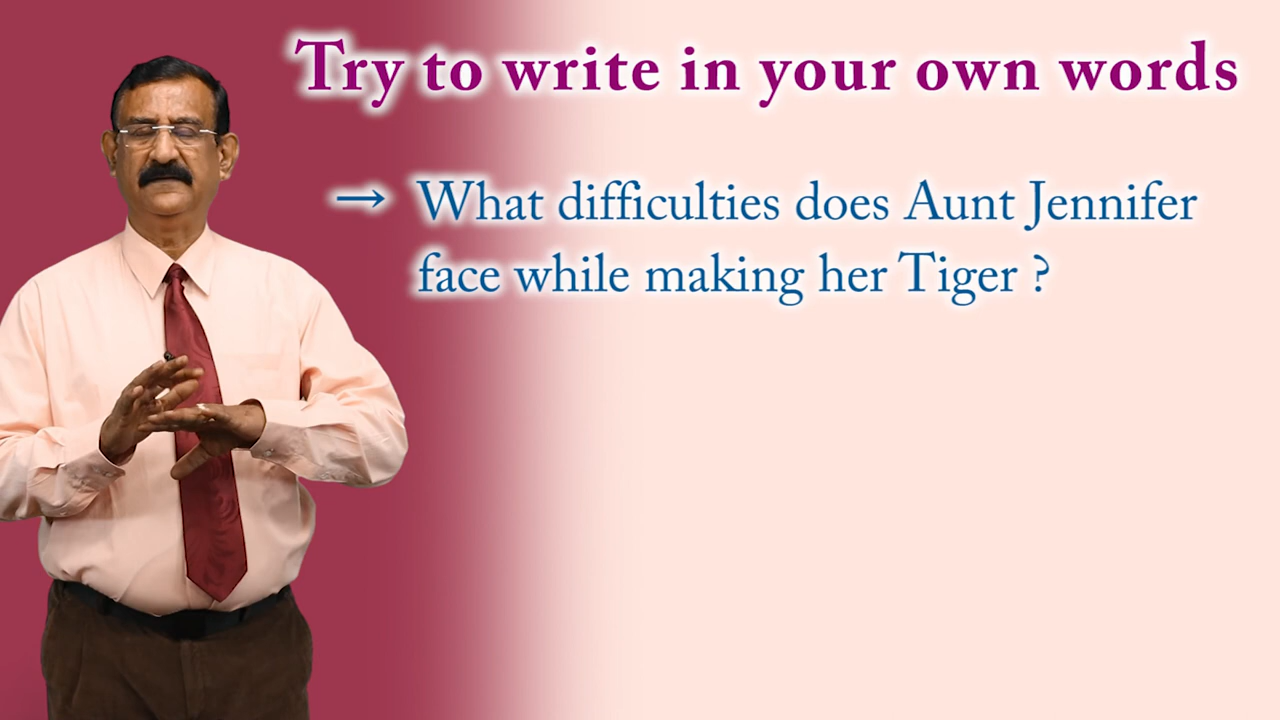 Try to write in your own words
→ What difficulties does Aunt Jennifer
face while making her Tiger ?